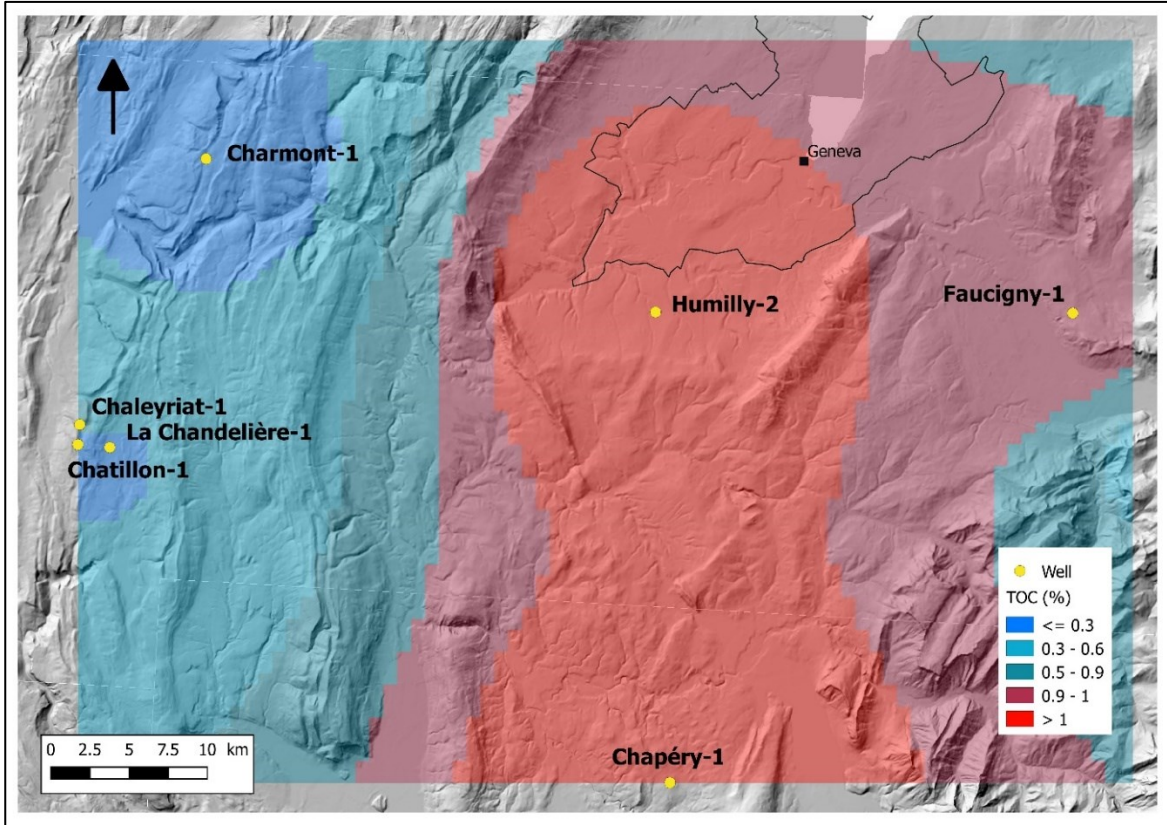 Charmont-1
Geneva
Humilly-2
Faucigny-1
Chaleyriat-1
La Chandelière-1
Chatillon-1
Well
TOC (%)
<= 0.3
0.3 - 0.6
0.5 - 0.9
0.9 - 1
> 1
0 2.5 5 7.5 10 km
Chapéry-1